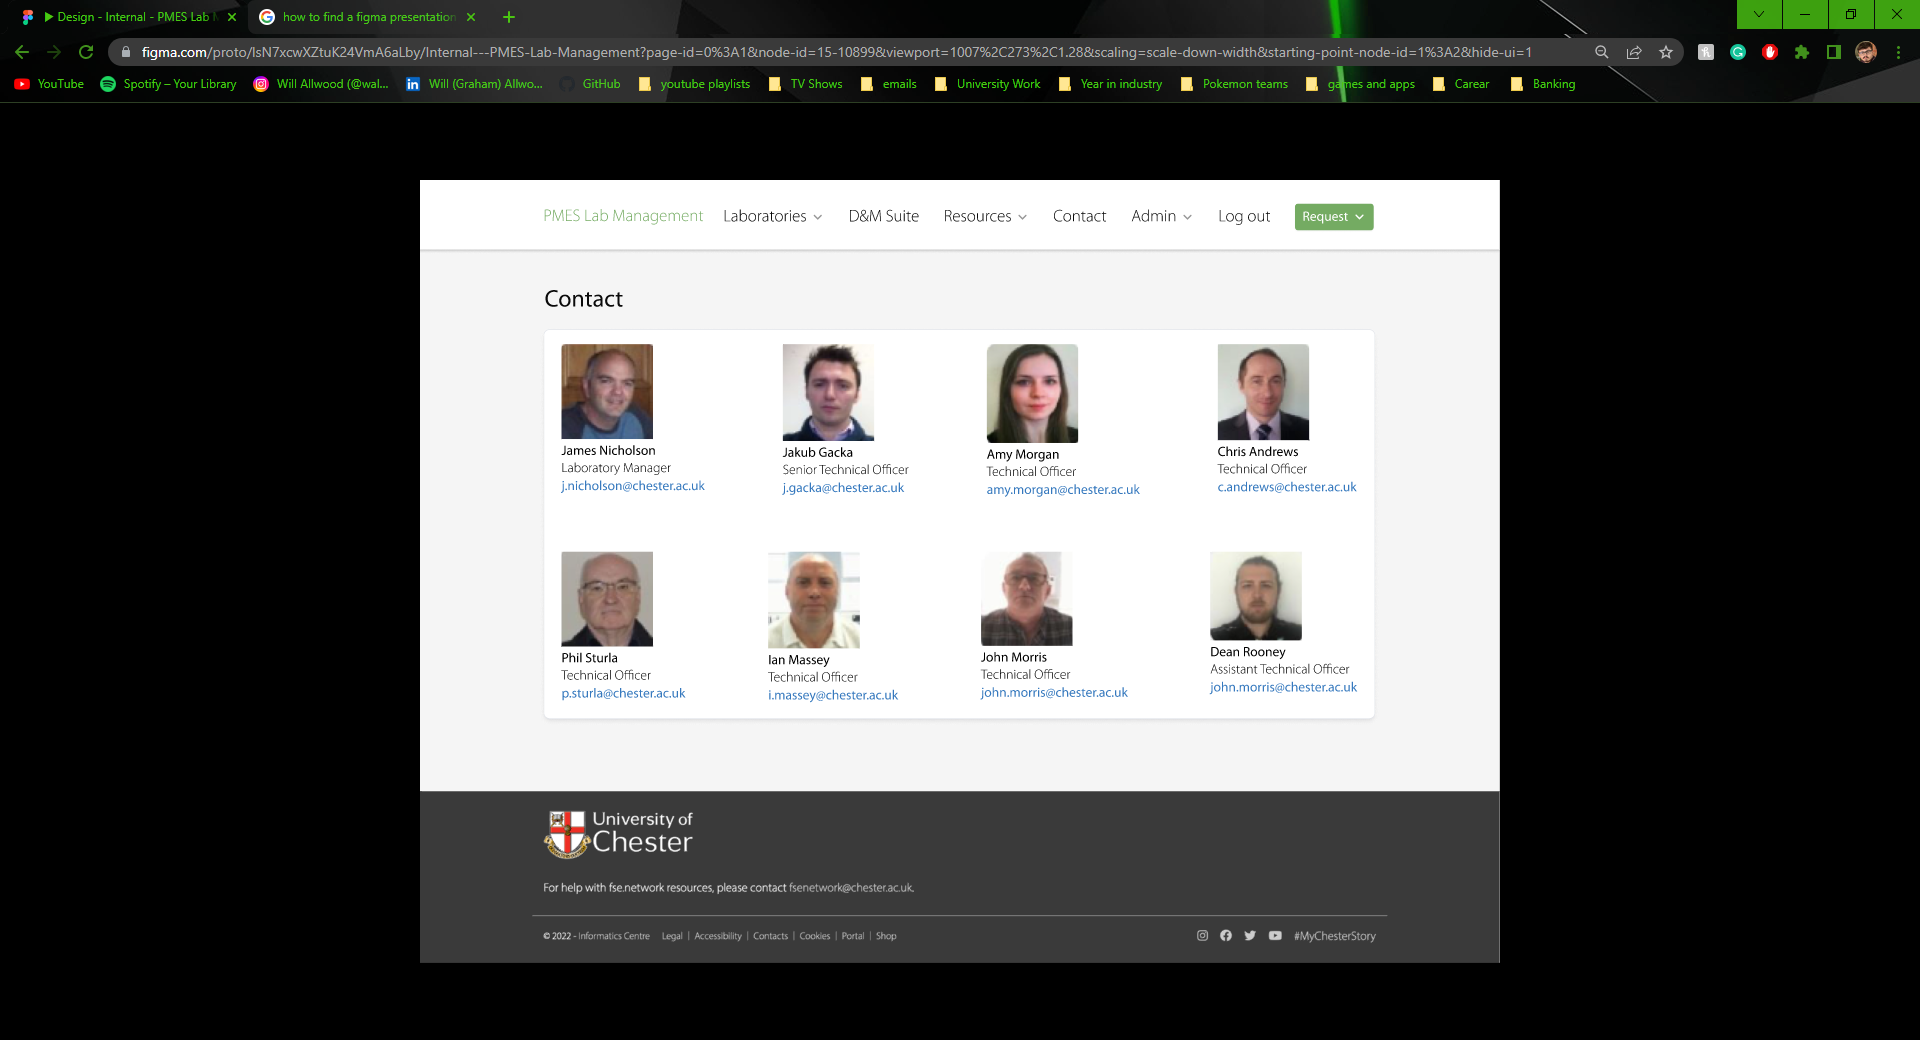 Design - Internal - PMES Lab
how to find a figma presentation
figma.com/proto/lsN7xcwXZtuK24VmA6aLby/Internal---PMES-Lab-Management?page-id=0%3A1&node-id=15-10899&viewport=1007%2C273%2C1.28&scaling=scale-down-width&starting-point-node-id=1%3A2&hide-ui=1
YouTube Spotify – Your Library Will Allwood (@wal... Will (Graham) Allwo... GitHub youtube playlists TV Shows emails University Work Year in industry Pokemon teams games and apps Carear Banking
PMES Lab Management Laboratories D&M Suite Resources Contact Admin Log out Request
Contact
James Nicholson
Laboratory Manager
j.nicholson@chester.ac.uk
Jakub Gacka
Senior Technical Officer
j.gacka@chester.ac.uk
Amy Morgan
Technical Officer
amy.morgan@chester.ac.uk
Chris Andrews
Technical Officer
c.andrews@chester.ac.uk
Phil Sturla
Technical Officer
p.sturla@chester.ac.uk
Ian Massey
Technical Officer
i.massey@chester.ac.uk
John Morris
Technical Officer
john.morris@chester.ac.uk
Dean Rooney
Assistant Technical Officer
john.morris@chester.ac.uk
University of
Chester
For help with fse.network resources, please contact fsenetwork@chester.ac.uk.
© 2022 - Informatics Centre Legal | Accessibility | Contacts | Cookies | Portal | Shop
#MyChesterStory